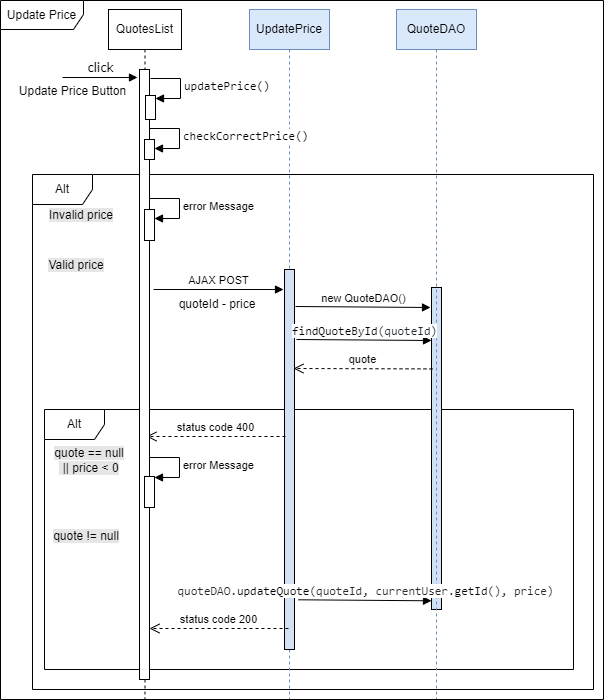 Update Price
QuotesList
UpdatePrice
QuoteDAO
click
Update Price Button
updatePrice()
checkCorrectPrice()
Alt
error Message
Invalid price
Valid price
AJAX POST
quoteId - price
new QuoteDAO()
findQuoteById(quoteId)
quote
Alt
status code 400
quote == null
|| price < 0
error Message
quote != null
quoteDAO.updateQuote(quoteId, currentUser.getId(), price)
status code 200